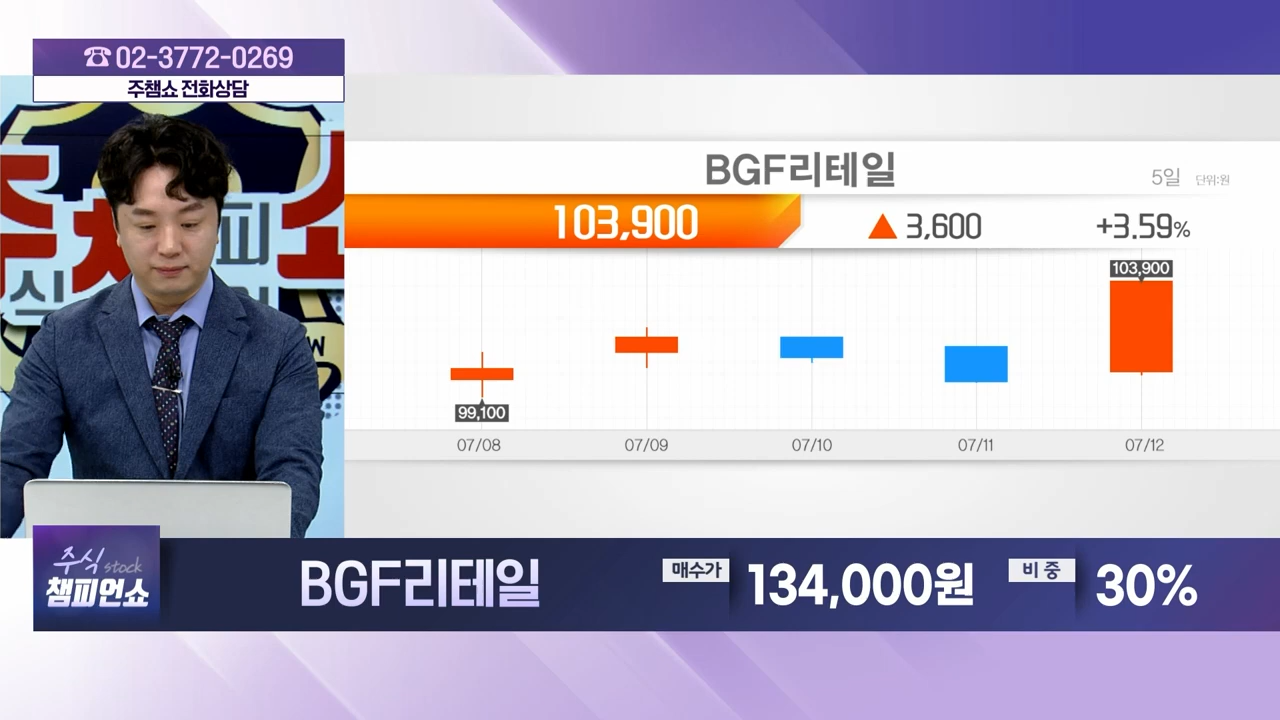 ☎02-3772-0269
주챔쇼 전화상담
BGF리테일
5일 단위:원
103,900 ▲ 3,600 +3.59%
103,900
99,100
07/08 07/09 07/10 07/11 07/12
주식 stock
챔피언쇼
BGF리테일 매수가 134,000원 비중 30%